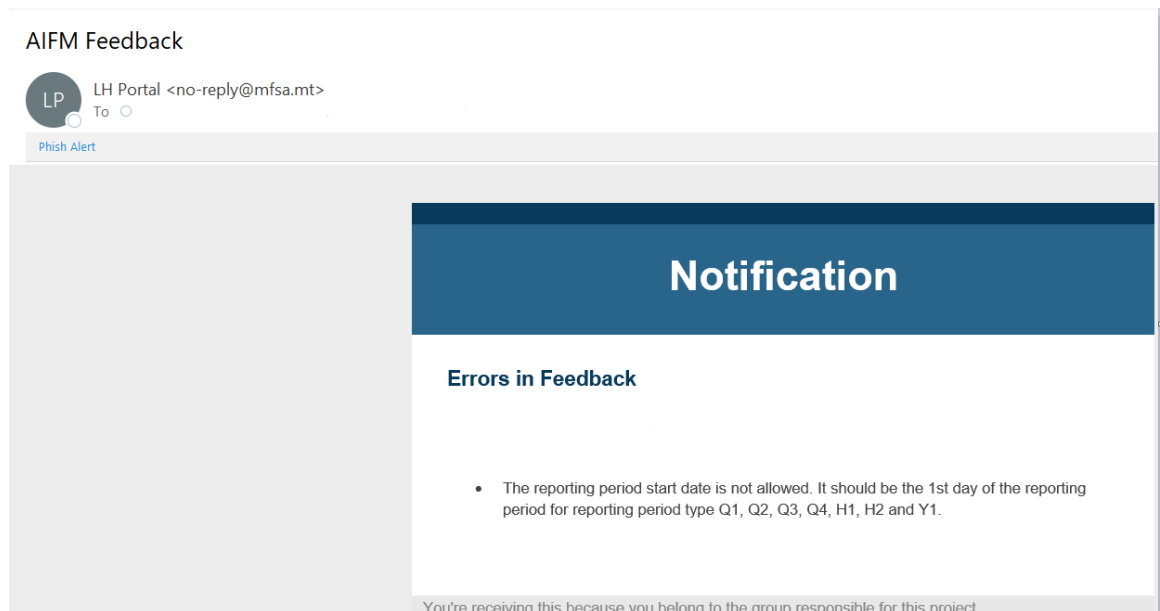 AIFM Feedback
LP
LH Portal <no-reply@mfsa.mt>
To
Phish Alert
Notification
Errors in Feedback
• The reporting period start date is not allowed. It should be the 1st day of the reporting
period for reporting period type Q1, Q2, Q3, Q4, H1, H2 and Y1.
You're receiving this because you belong to the group responsible for this project